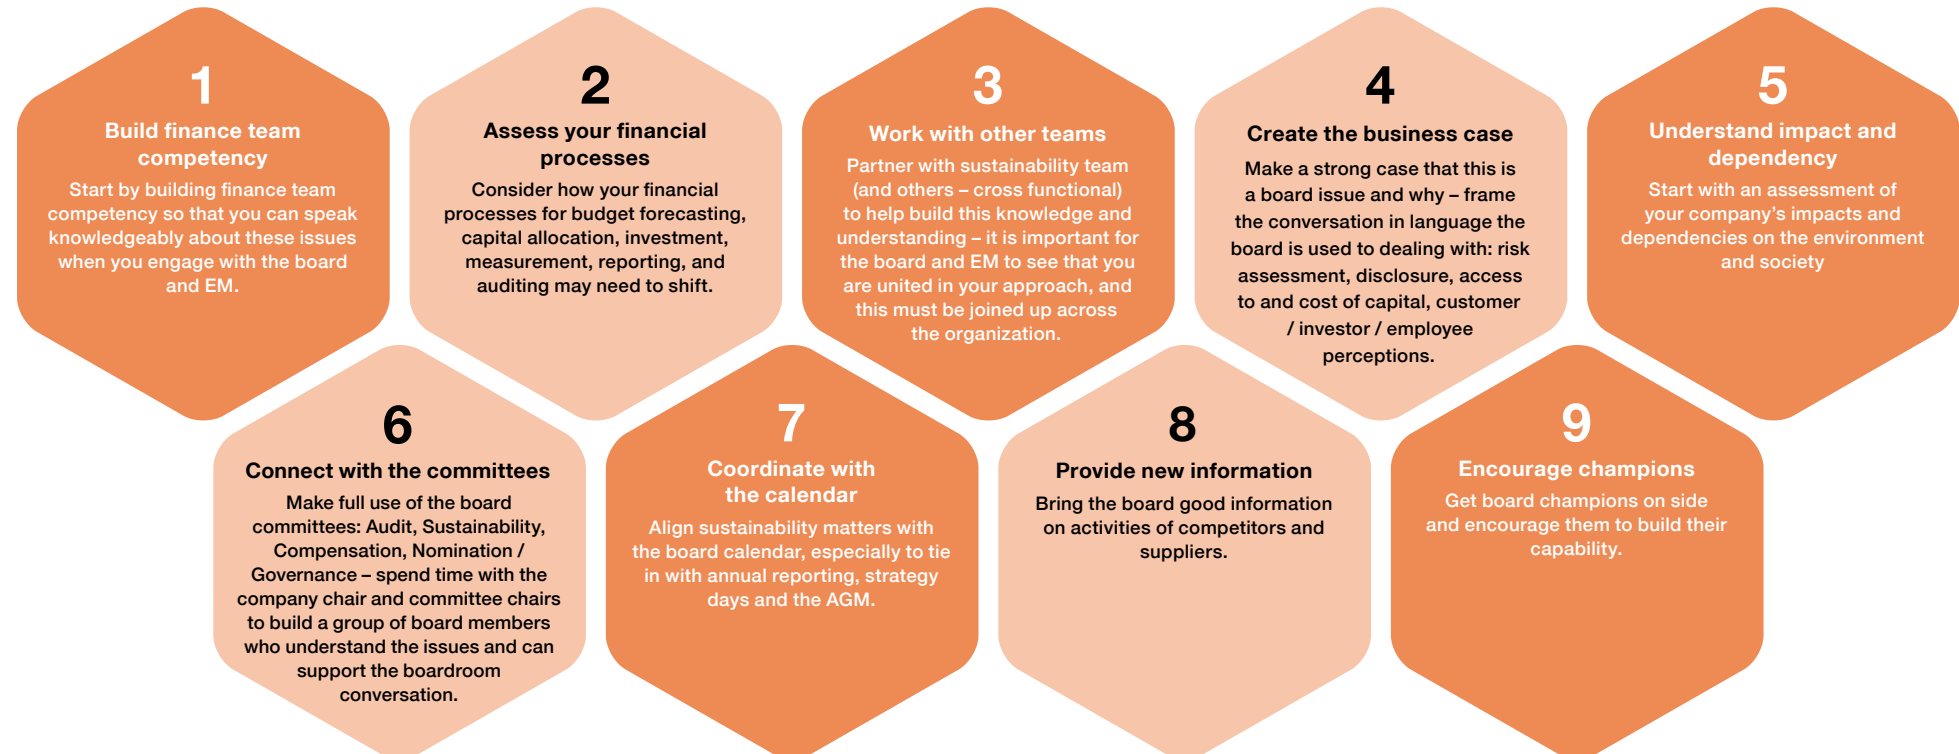 1
Build finance team
competency
Start by building finance team
competency so that you can speak
knowledgeably about these issues
when you engage with the board
and EM.
2
Assess your financial
processes
Consider how your financial
processes for budget forecasting,
capital allocation, investment,
measurement, reporting, and
auditing may need to shift.
3
Work with other teams
Partner with sustainability team
(and others – cross functional)
to help build this knowledge and
understanding – it is important for
the board and EM to see that you
are united in your approach, and
this must be joined up across
the organization.
4
Create the business case
Make a strong case that this is
a board issue and why – frame
the conversation in language the
board is used to dealing with: risk
assessment, disclosure, access
to and cost of capital, customer
/ investor / employee
perceptions.
5
Understand impact and
dependency
Start with an assessment of
your company’s impacts and
dependencies on the environment
and society
6
Connect with the committees
Make full use of the board
committees: Audit, Sustainability,
Compensation, Nomination /
Governance – spend time with the
company chair and committee chairs
to build a group of board members
who understand the issues and can
support the boardroom
conversation.
7
Coordinate with
the calendar
Align sustainability matters with
the board calendar, especially to tie
in with annual reporting, strategy
days and the AGM.
8
Provide new information
Bring the board good information
on activities of competitors and
suppliers.
9
Encourage champions
Get board champions on side
and encourage them to build their
capability.